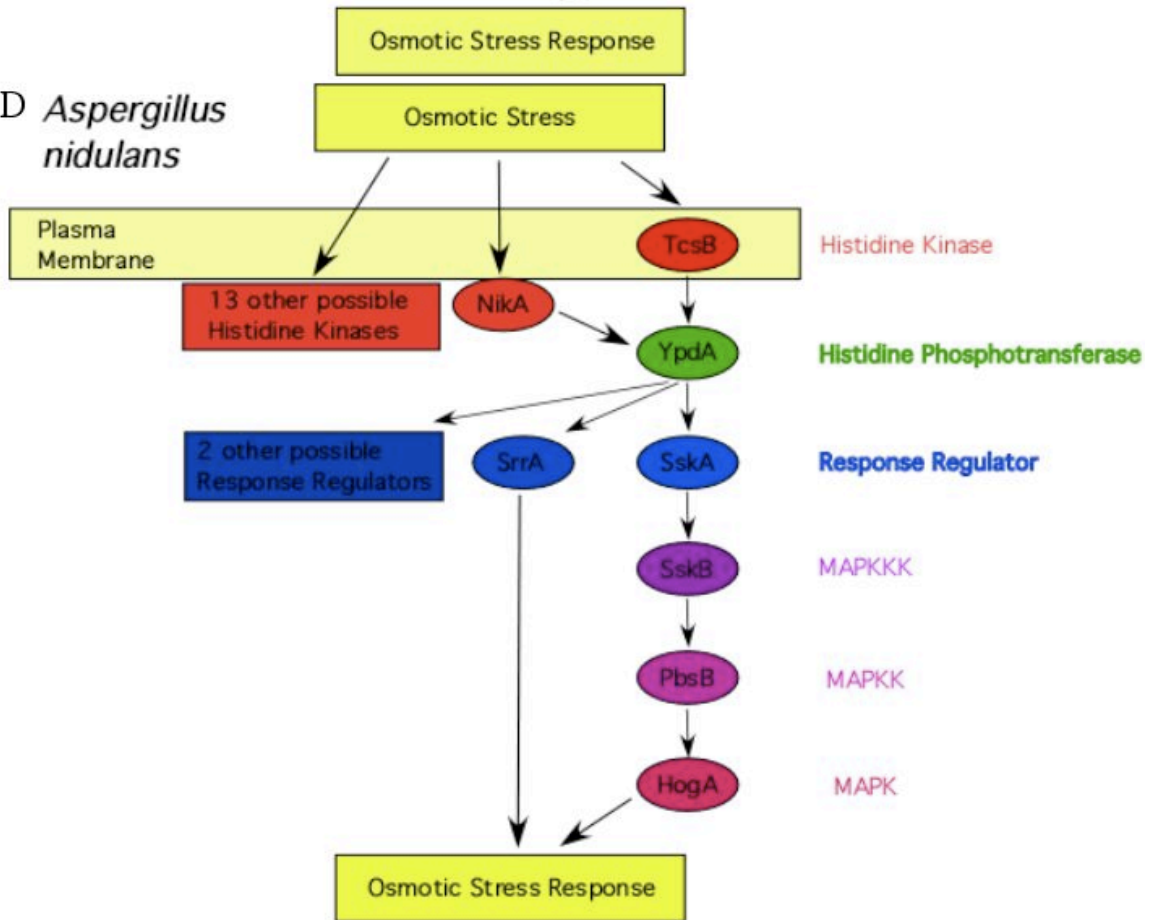 Osmotic Stress Response
D Aspergillus
nidulans
Osmotic Stress
Plasma
Membrane
TcsB
Histidine Kinase
13 other possible
Histidine Kinases
NikA
YpdA
Histidine Phosphotransferase
2 other possible
Response Regulators
SrrA
SskA
Response Regulator
SskB
MAPKKK
PbsB
MAPKK
HogA
MAPK
Osmotic Stress Response